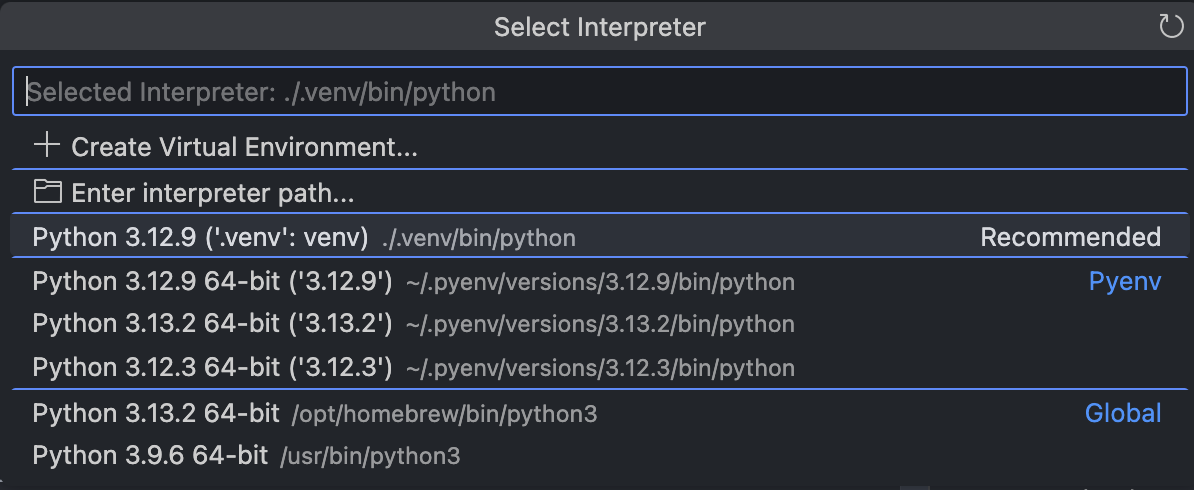 Select Interpreter
Selected Interpreter: ./.venv/bin/python
Create Virtual Environment...
Enter interpreter path...
Python 3.12.9 ('.venv': venv) ./.venv/bin/python Recommended
Python 3.12.9 64-bit ('3.12.9') ~/.pyenv/versions/3.12.9/bin/python Pyenv
Python 3.13.2 64-bit ('3.13.2') ~/.pyenv/versions/3.13.2/bin/python
Python 3.12.3 64-bit ('3.12.3') ~/.pyenv/versions/3.12.3/bin/python
Python 3.13.2 64-bit /opt/homebrew/bin/python3 Global
Python 3.9.6 64-bit /usr/bin/python3